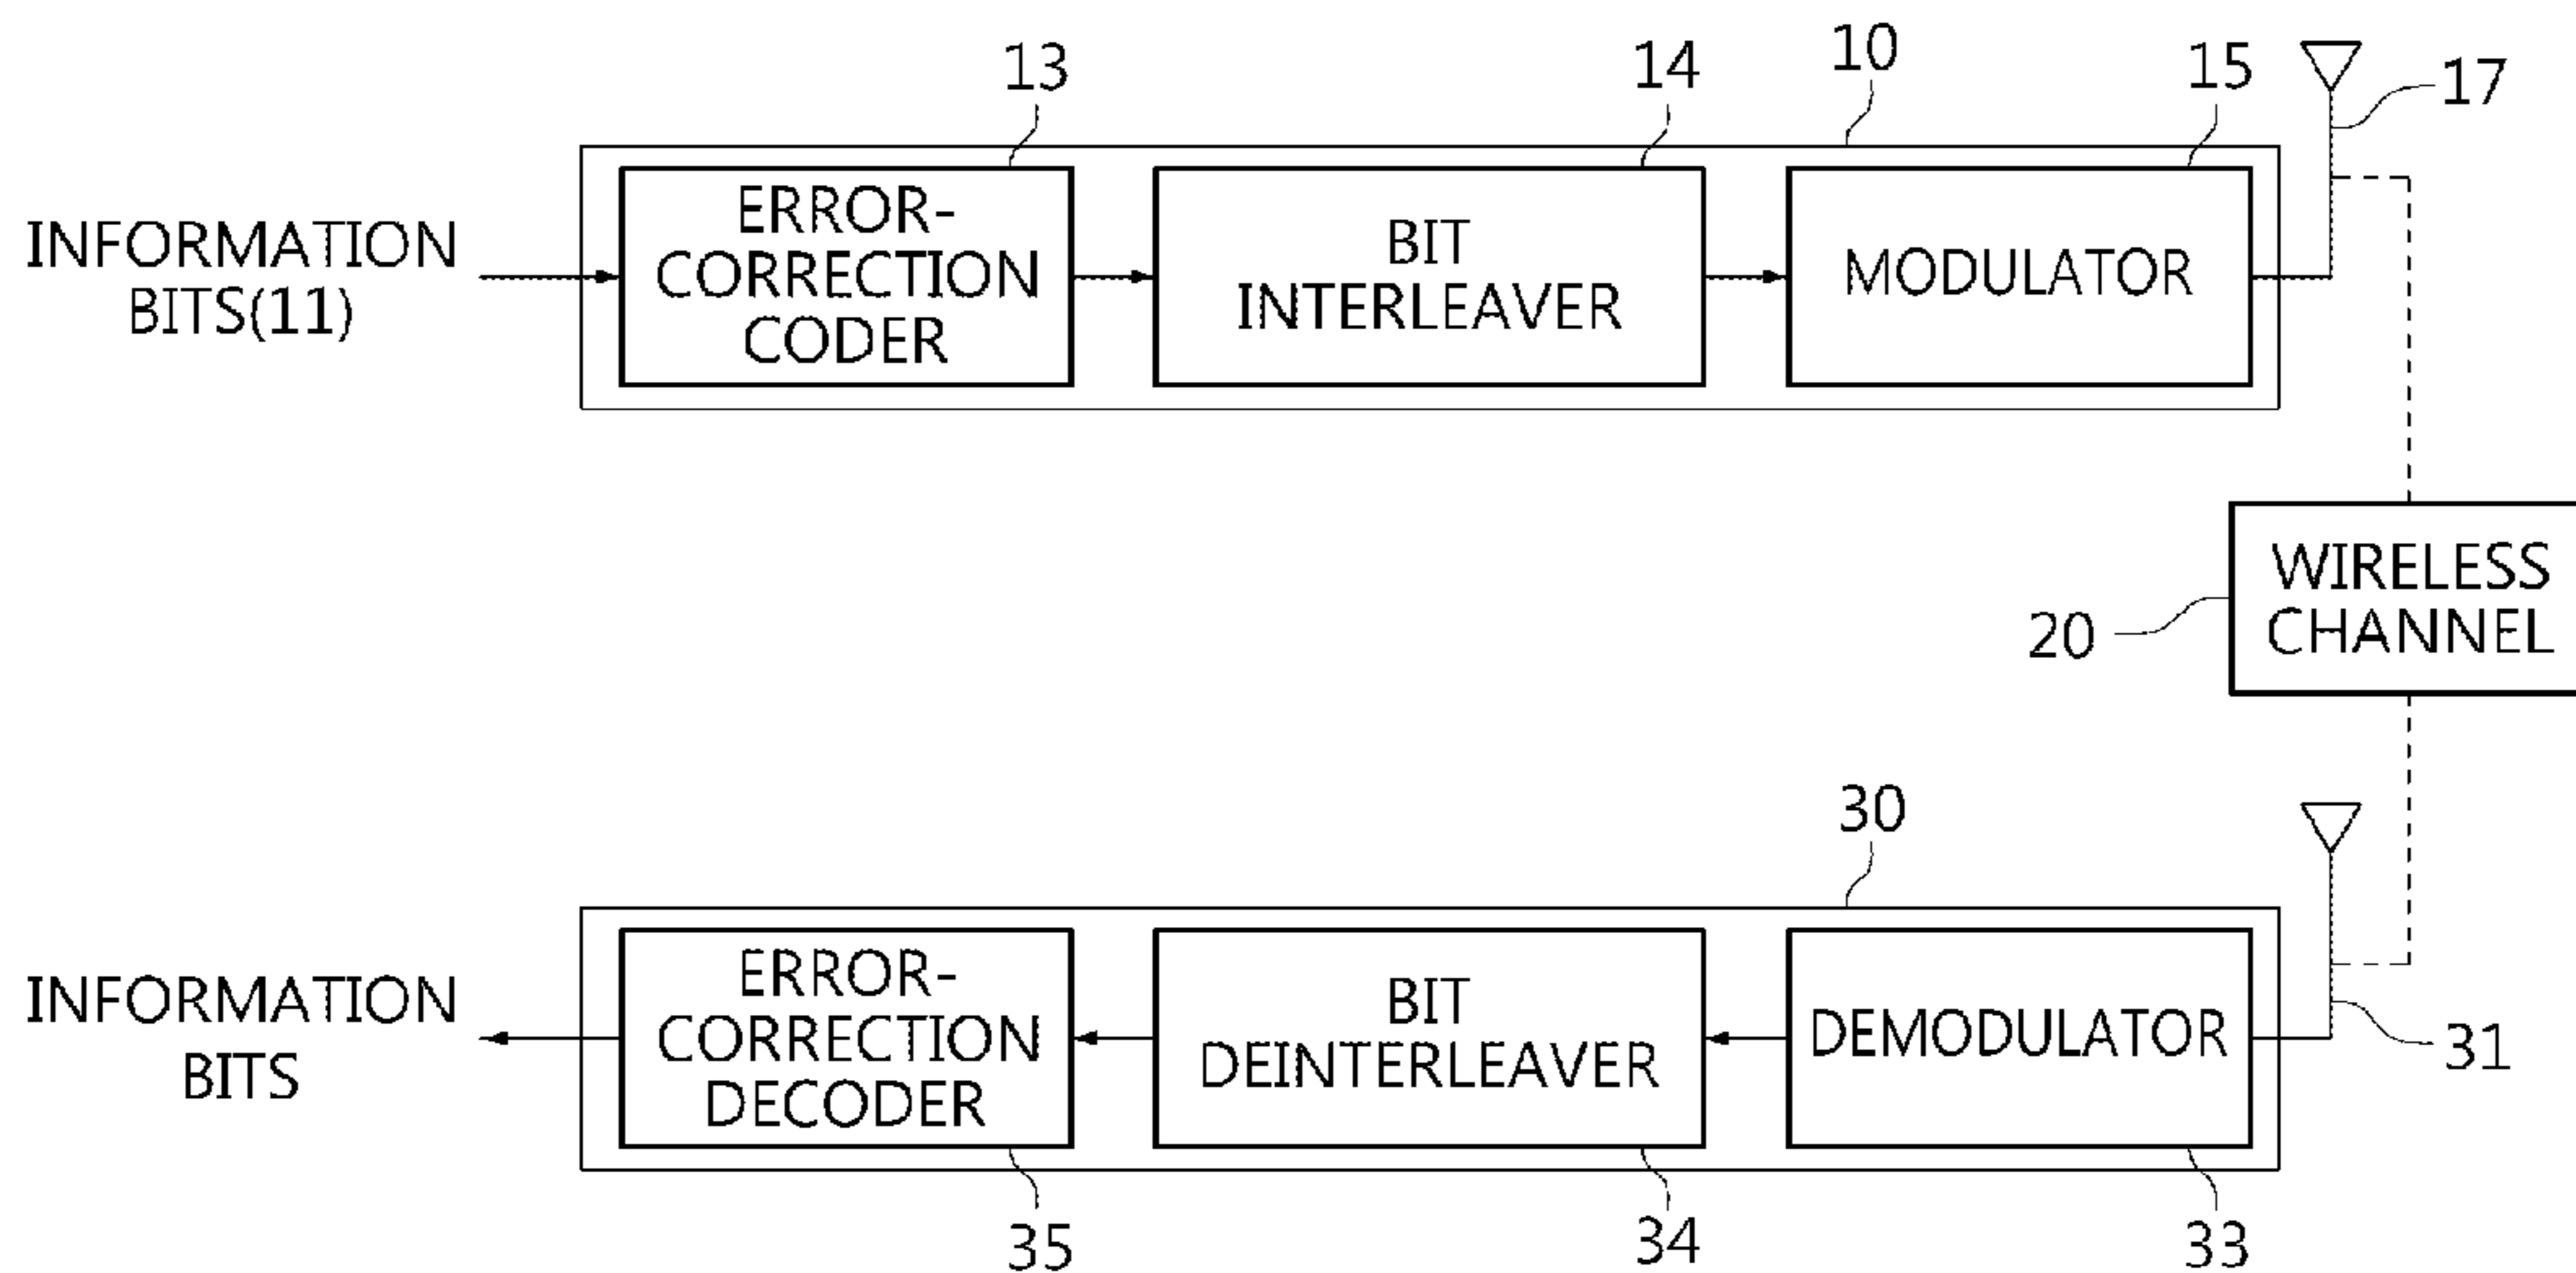 13
14
10
15
17
INFORMATION
BITS(11)
ERROR-
CORRECTION
CODER
BIT
INTERLEAVER
MODULATOR
20
WIRELESS
CHANNEL
30
INFORMATION
BITS
ERROR-
CORRECTION
DECODER
BIT
DEINTERLEAVER
DEMODULATOR
31
35
34
33